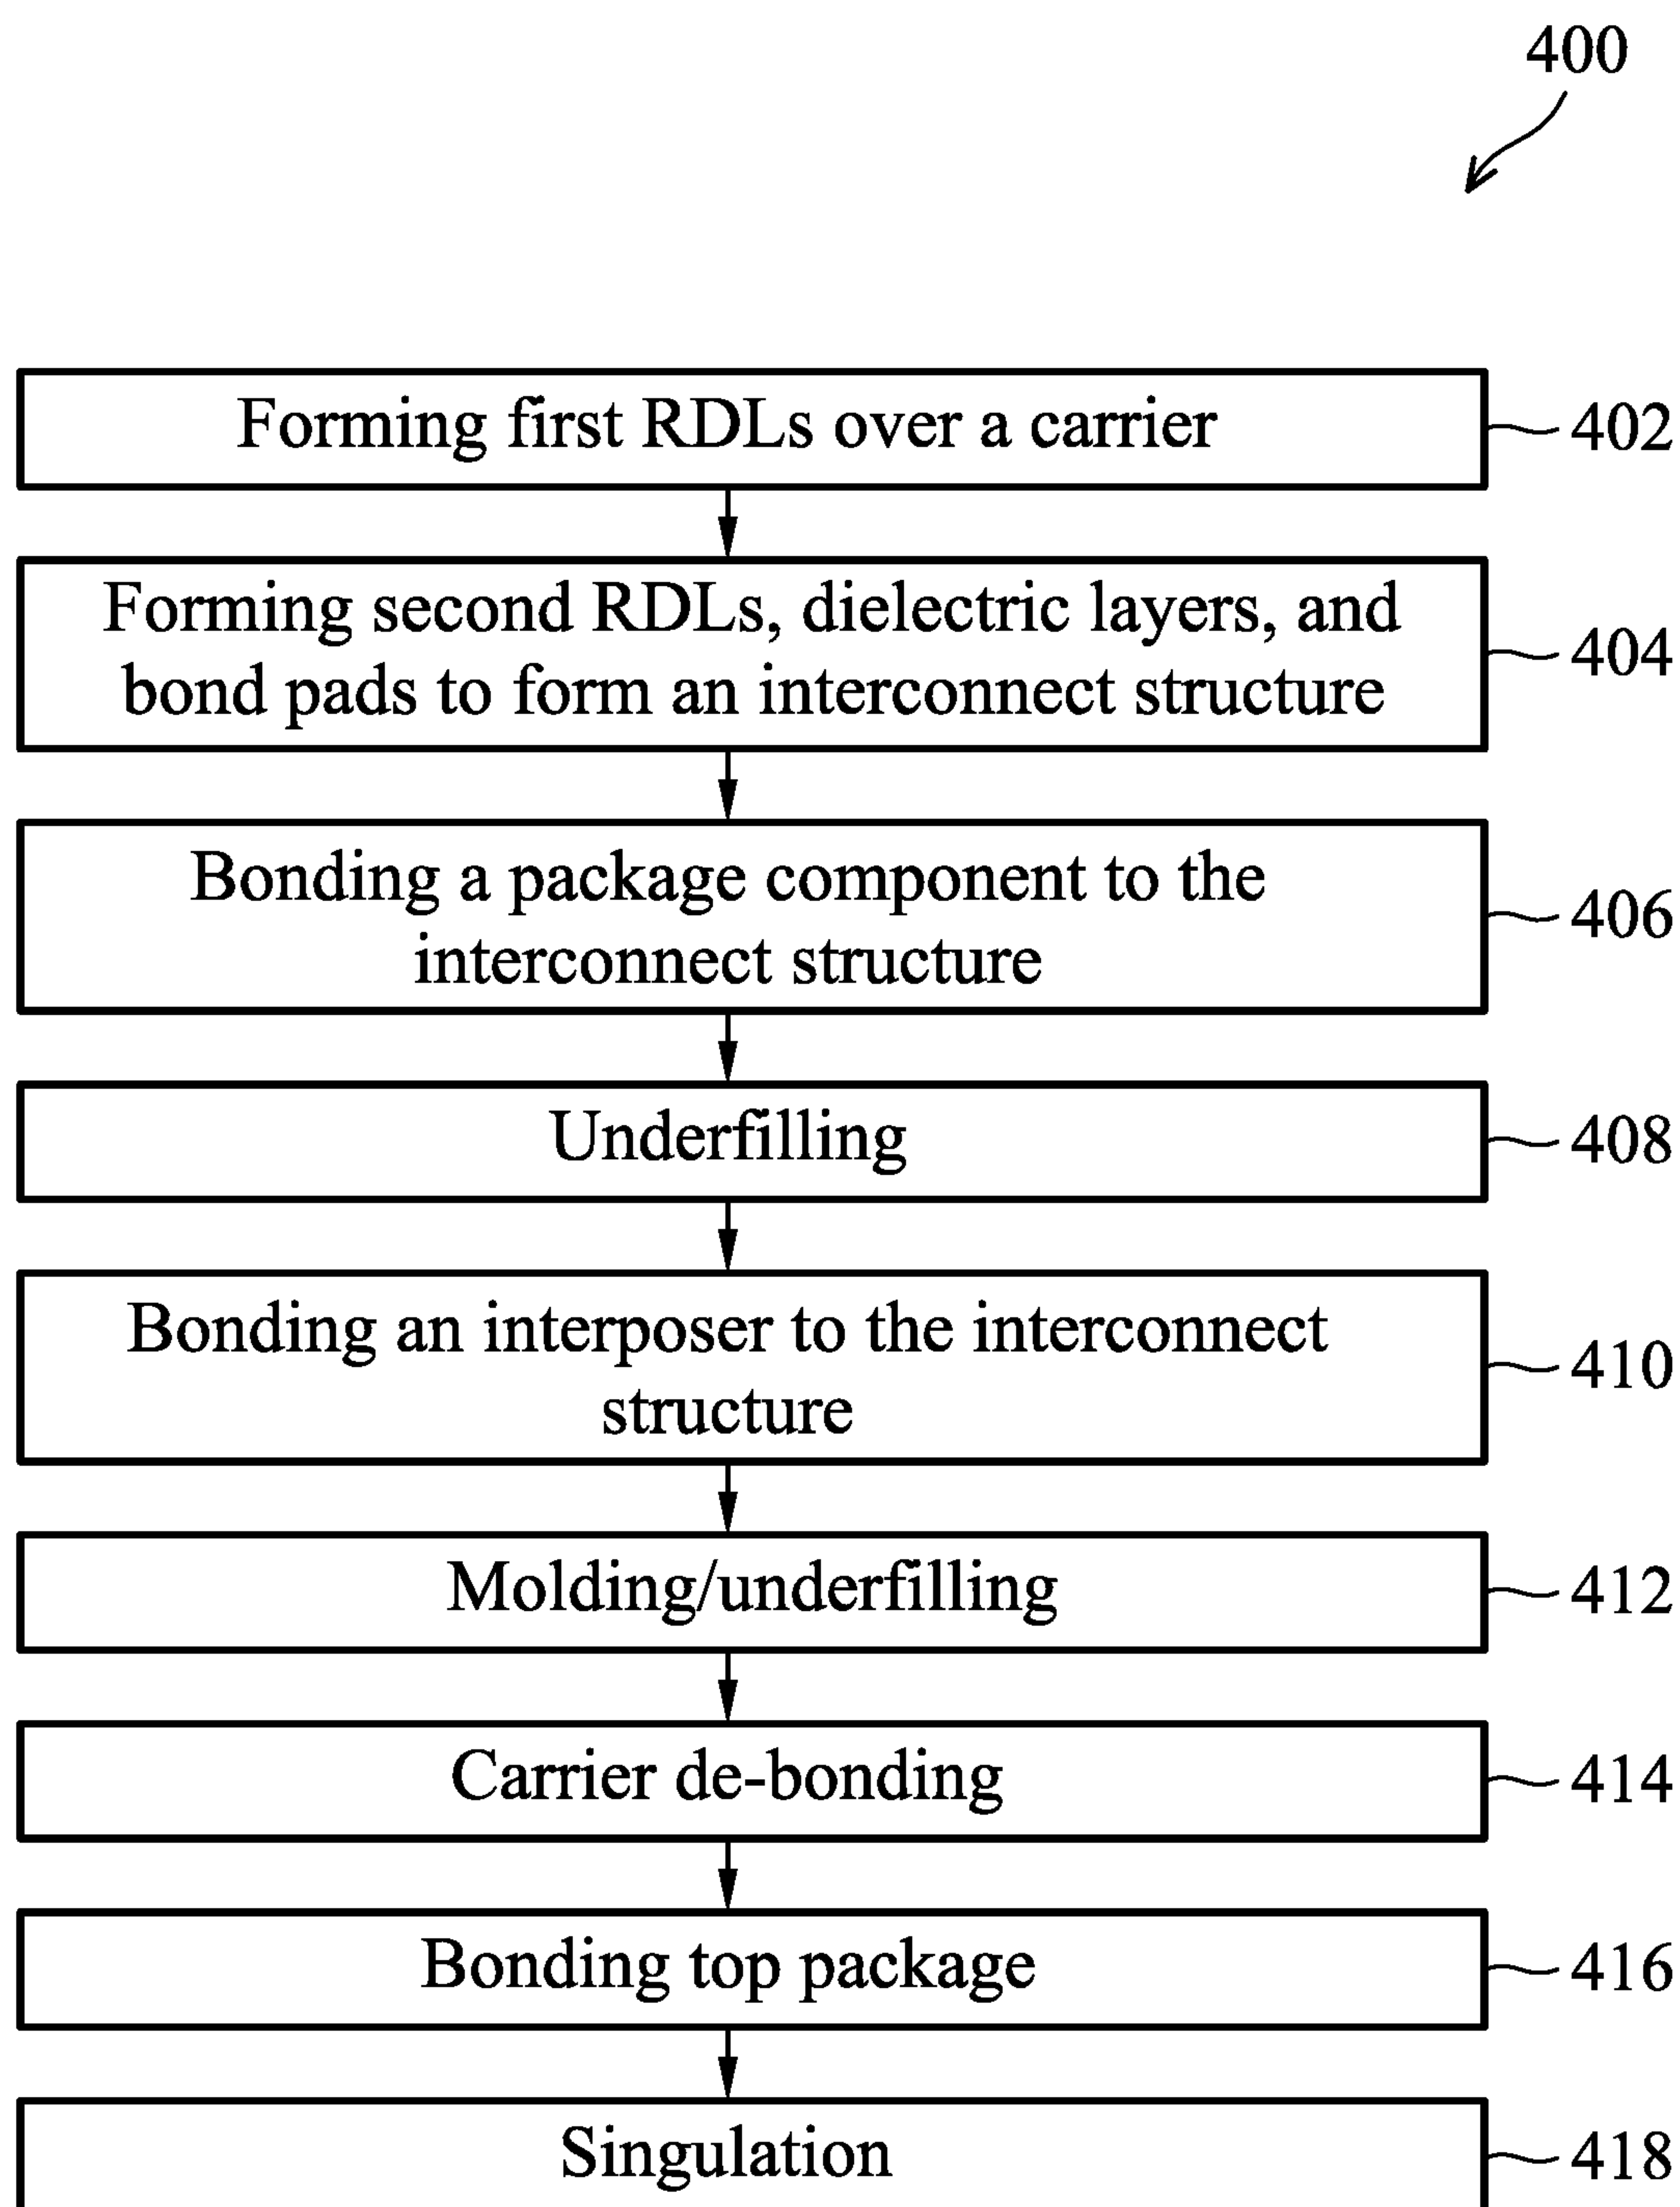 400
Forming first RDLs over a carrier
402
Forming second RDLs, dielectric layers, and
bond pads to form an interconnect structure
404
Bonding a package component to the
interconnect structure
406
Underfilling
408
Bonding an interposer to the interconnect
structure
410
Molding/underfilling
412
Carrier de-bonding
414
Bonding top package
416
Singulation
418